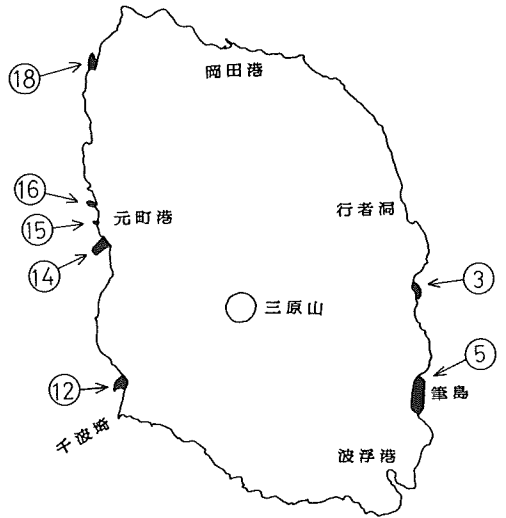 岡田港
⑱
⑯
元町港
行者洞
⑮
⑭
③
三原山
⑤
⑫
筆島
千波埼
波浮港